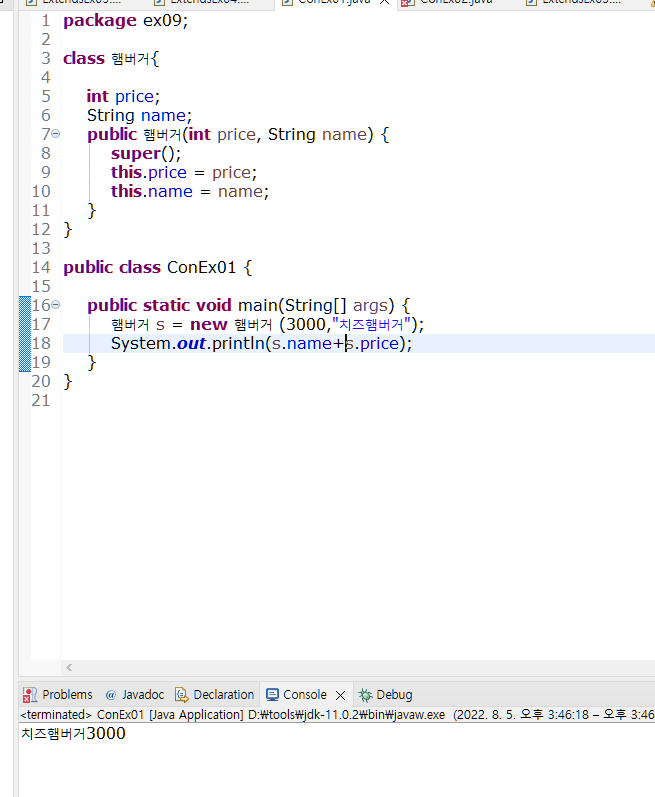 ConEx01.java
ConEx02.java
1 package ex09;
2
3 class 햄버거{
4
5 int price;
6 String name;
7 public 햄버거(int price, String name) {
8 super();
9 this.price = price;
10 this.name = name;
11 }
12 }
13
14 public class ConEx01 {
15
16 public static void main(String[] args) {
17 햄버거 s = new 햄버거 (3000,"치즈햄버거");
18 System.out.println(s.name+s.price);
19 }
20 }
21
Problems @ Javadoc Declaration Console Debug
<terminated> ConEx01 [Java Application] D:₩tools₩jdk-11.0.2₩bin₩javaw.exe (2022. 8. 5. 오후 3:46:18 – 오후 3:46
치즈햄버거3000